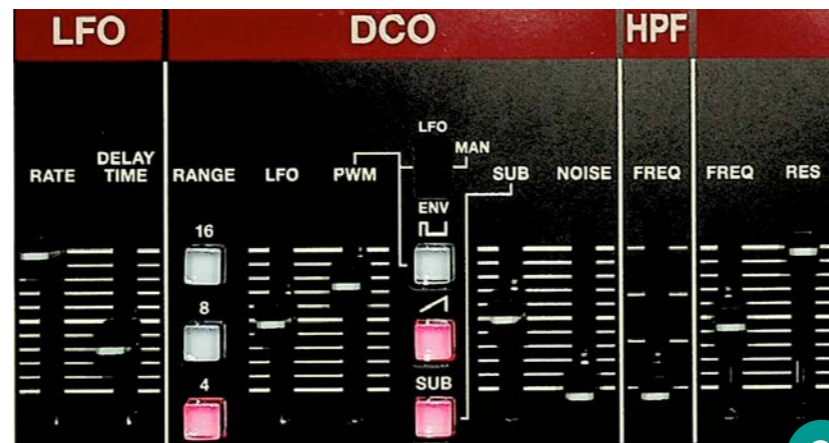 LFO DCO HPF
LFO
MAN
DELAY
RATE TIME RANGE LFO PWM SUB NOISE FREQ FREQ RES
ENV
16
8
4 SUB